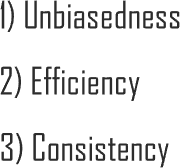 1) Unbiasedness
2) Efficiency
3) Consistency